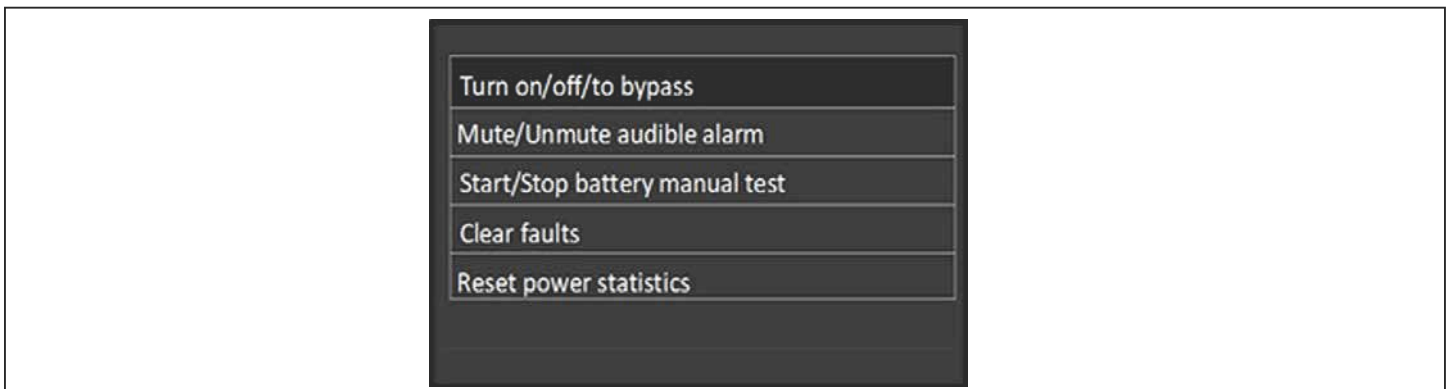 Turn on/off/to bypass
Mute/Unmute audible alarm
Start/Stop battery manual test
Clear faults
Reset power statistics